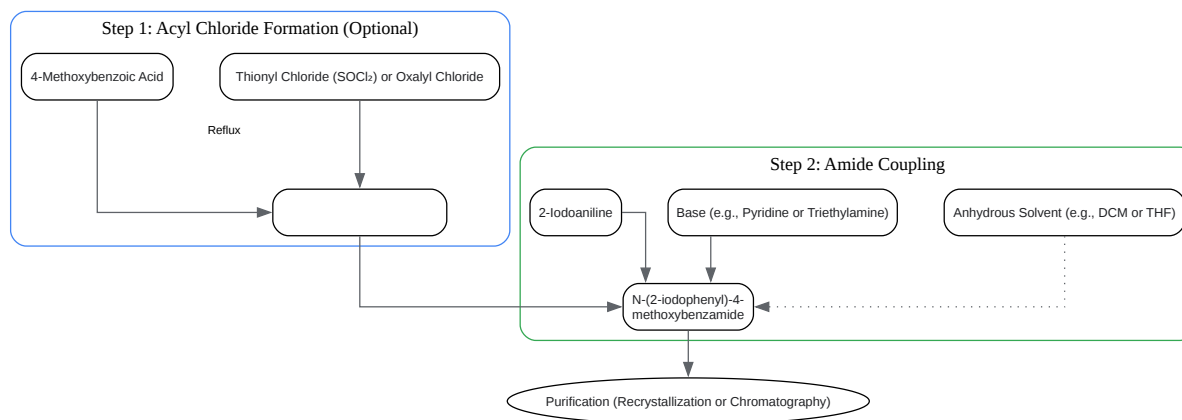 Step 1: Acyl Chloride Formation (Optional)
4-Methoxybenzoic Acid
Thionyl Chloride (SOCl₂) or Oxalyl Chloride
Reflux
Step 2: Amide Coupling
2-Iodoaniline
Base (e.g., Pyridine or Triethylamine)
Anhydrous Solvent (e.g., DCM or THF)
N-(2-iodophenyl)-4-
methoxybenzamide
Purification (Recrystallization or Chromatography)